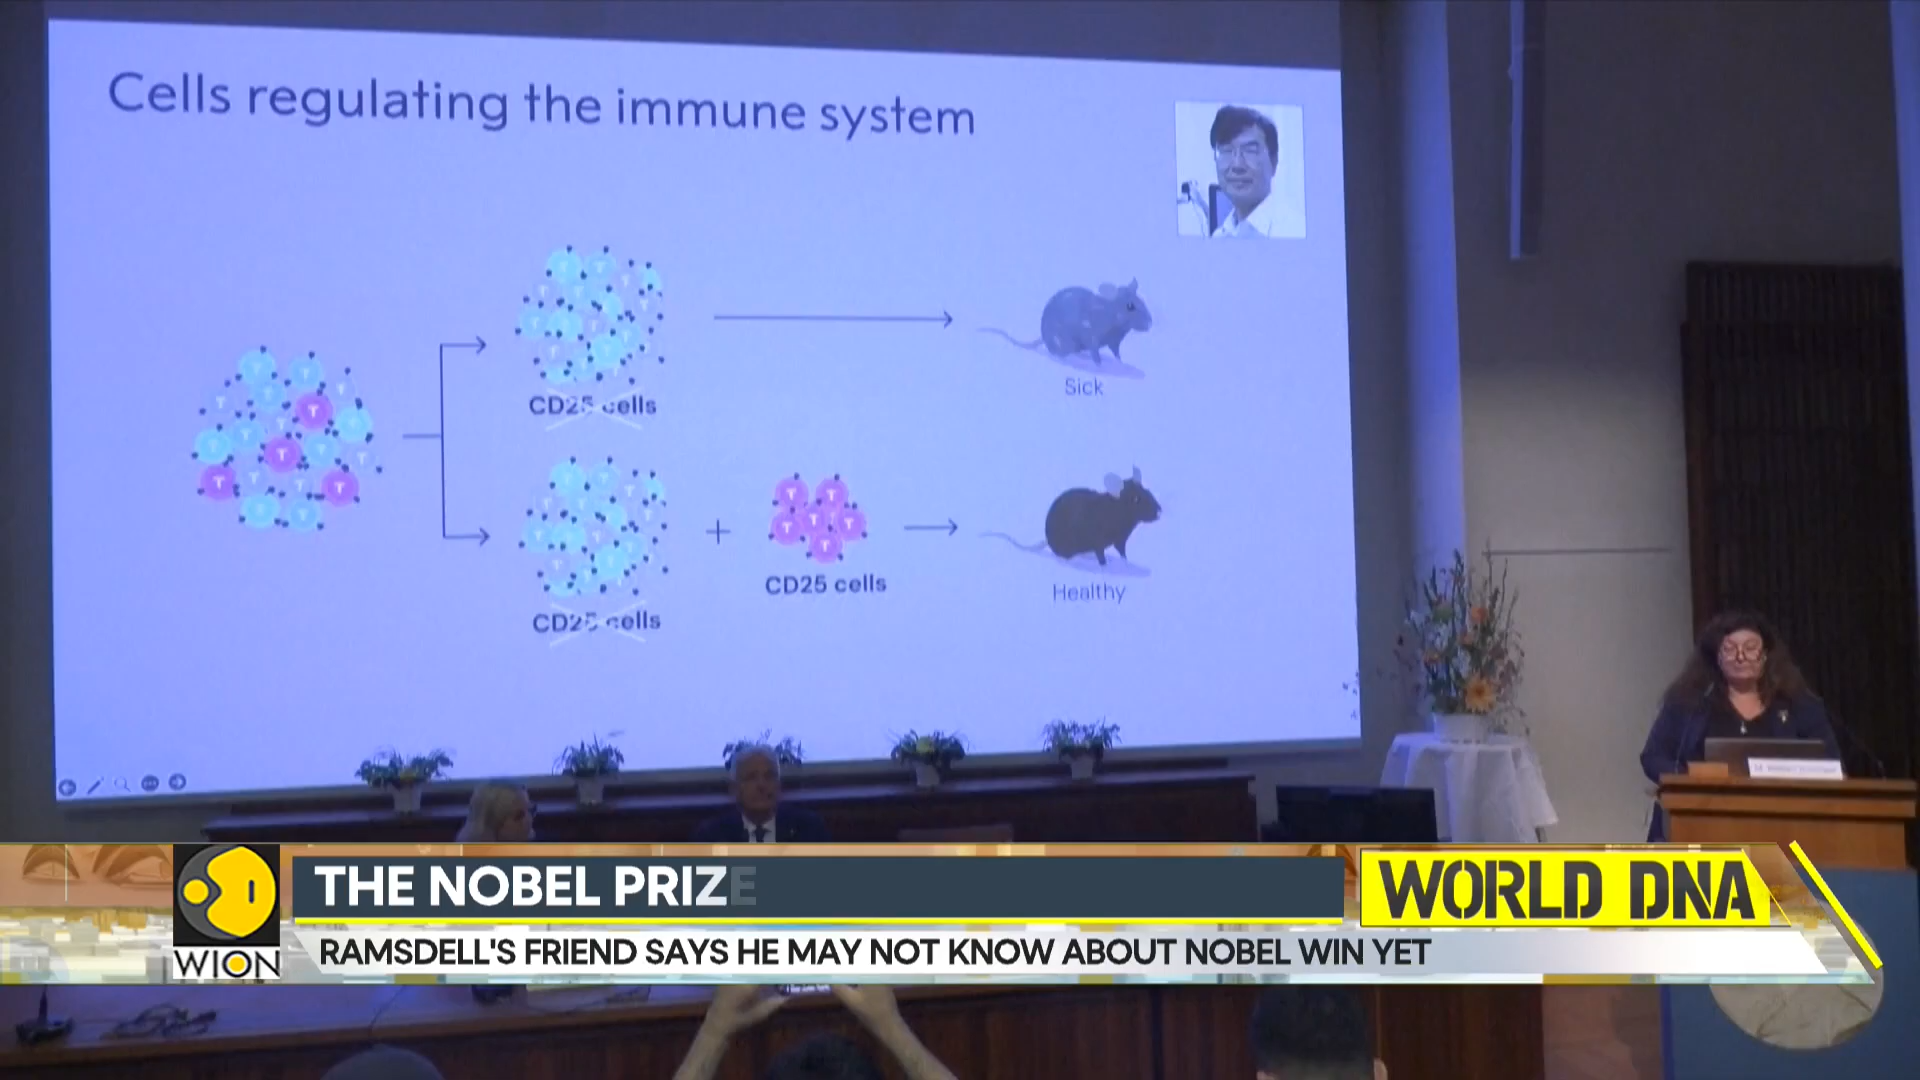 Cells regulating the immune system
CD25 cells
Sick
CD25 cells
CD25 cells
Healthy
THE NOBEL PRIZE
WORLD DNA
WION
RAMSDELL'S FRIEND SAYS HE MAY NOT KNOW ABOUT NOBEL WIN YET